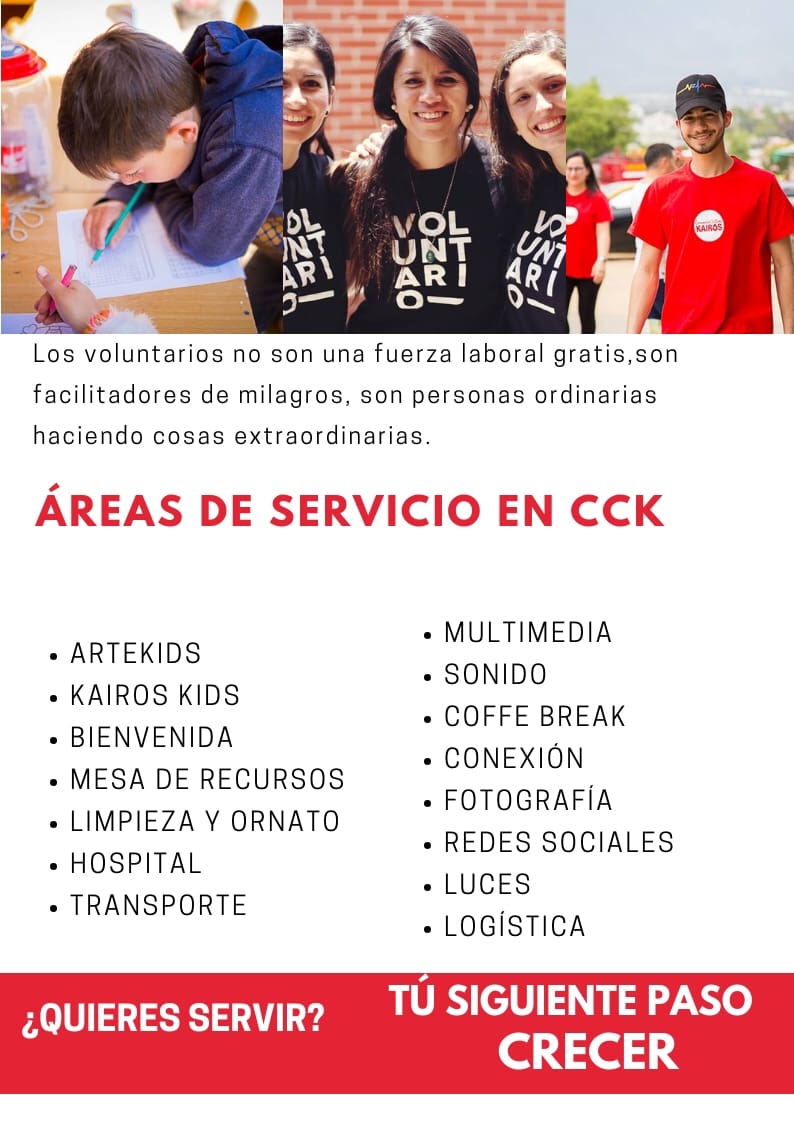 VOL
UNT
ARI
O
VOL
UNT
ARI
O
VOL
UNT
ARI
O
KAIRÓS
Los voluntarios no son una fuerza laboral gratis,son
facilitadores de milagros, son personas ordinarias
haciendo cosas extraordinarias.
ÁREAS DE SERVICIO EN CCK
ARTEKIDS
KAIROS KIDS
BIENVENIDA
MESA DE RECURSOS
LIMPIEZA Y ORNATO
HOSPITAL
TRANSPORTE
MULTIMEDIA
SONIDO
COFFE BREAK
CONEXIÓN
FOTOGRAFÍA
REDES SOCIALES
LUCES
LOGÍSTICA
¿QUIERES SERVIR?
TÚ SIGUIENTE PASO
CRECER